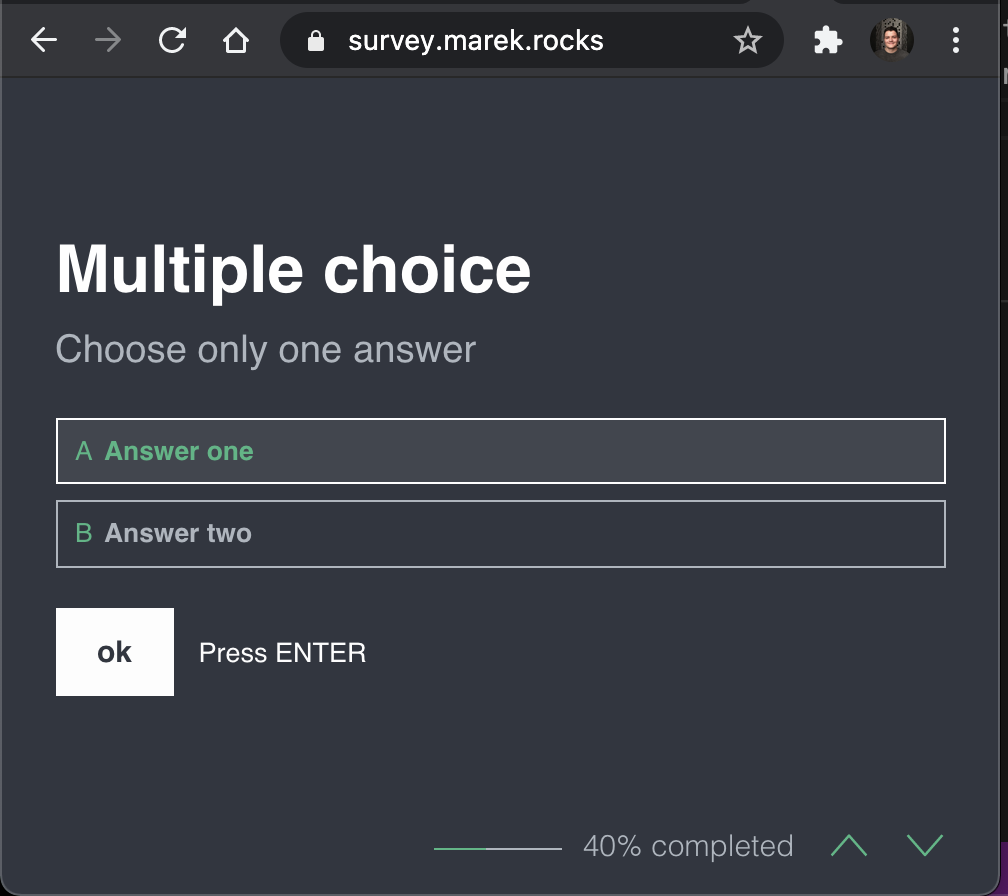 survey.marek.rocks
Multiple choice
Choose only one answer
A Answer one
B Answer two
ok Press ENTER
40% completed